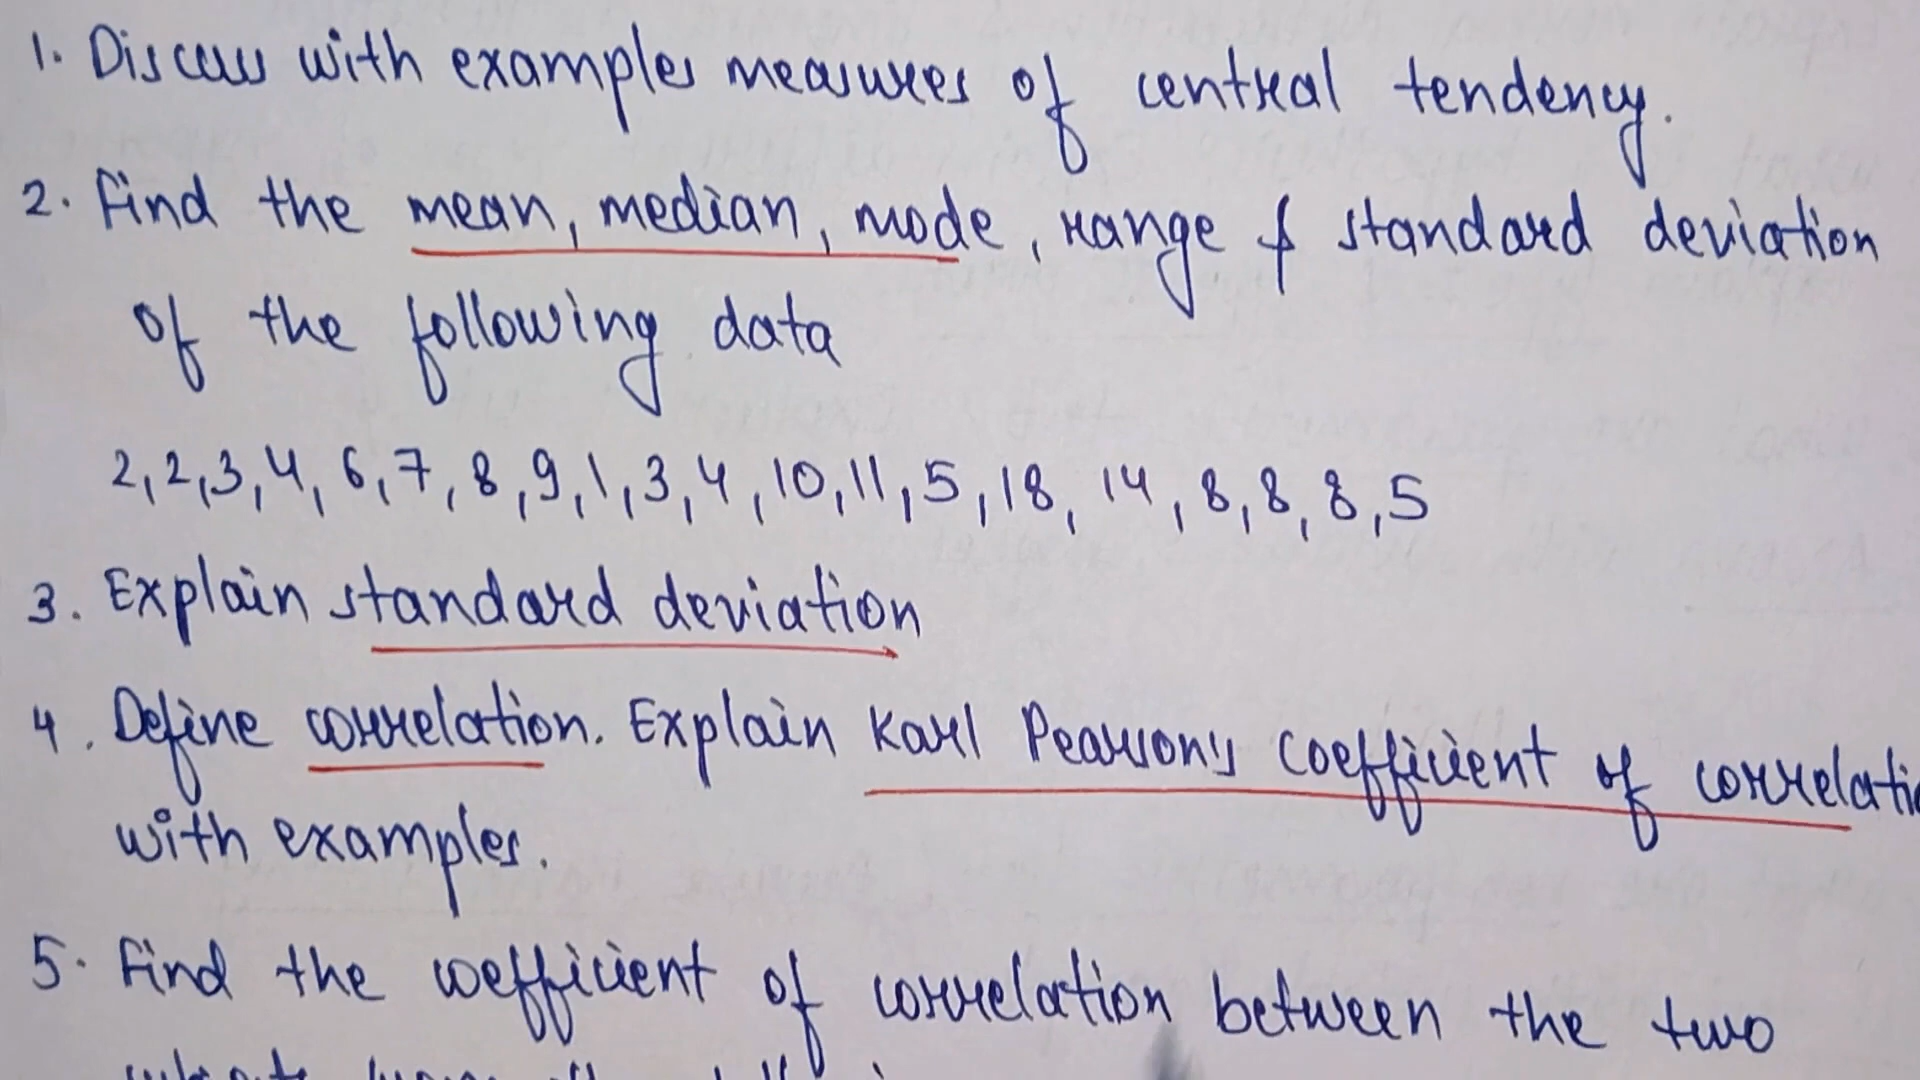 1. Discuss with examples measures of central tendency.
2. Find the mean, median, mode, range & standard deviation
of the following data
2,2,3,4,6,7,8,9,1,3,4,10,11,5,18,14,8,8,8,5
3. Explain standard deviation
4. Define correlation. Explain Karl Pearson's coefficient of correlatio
with examples.
5. Find the coefficient of correlation between the two